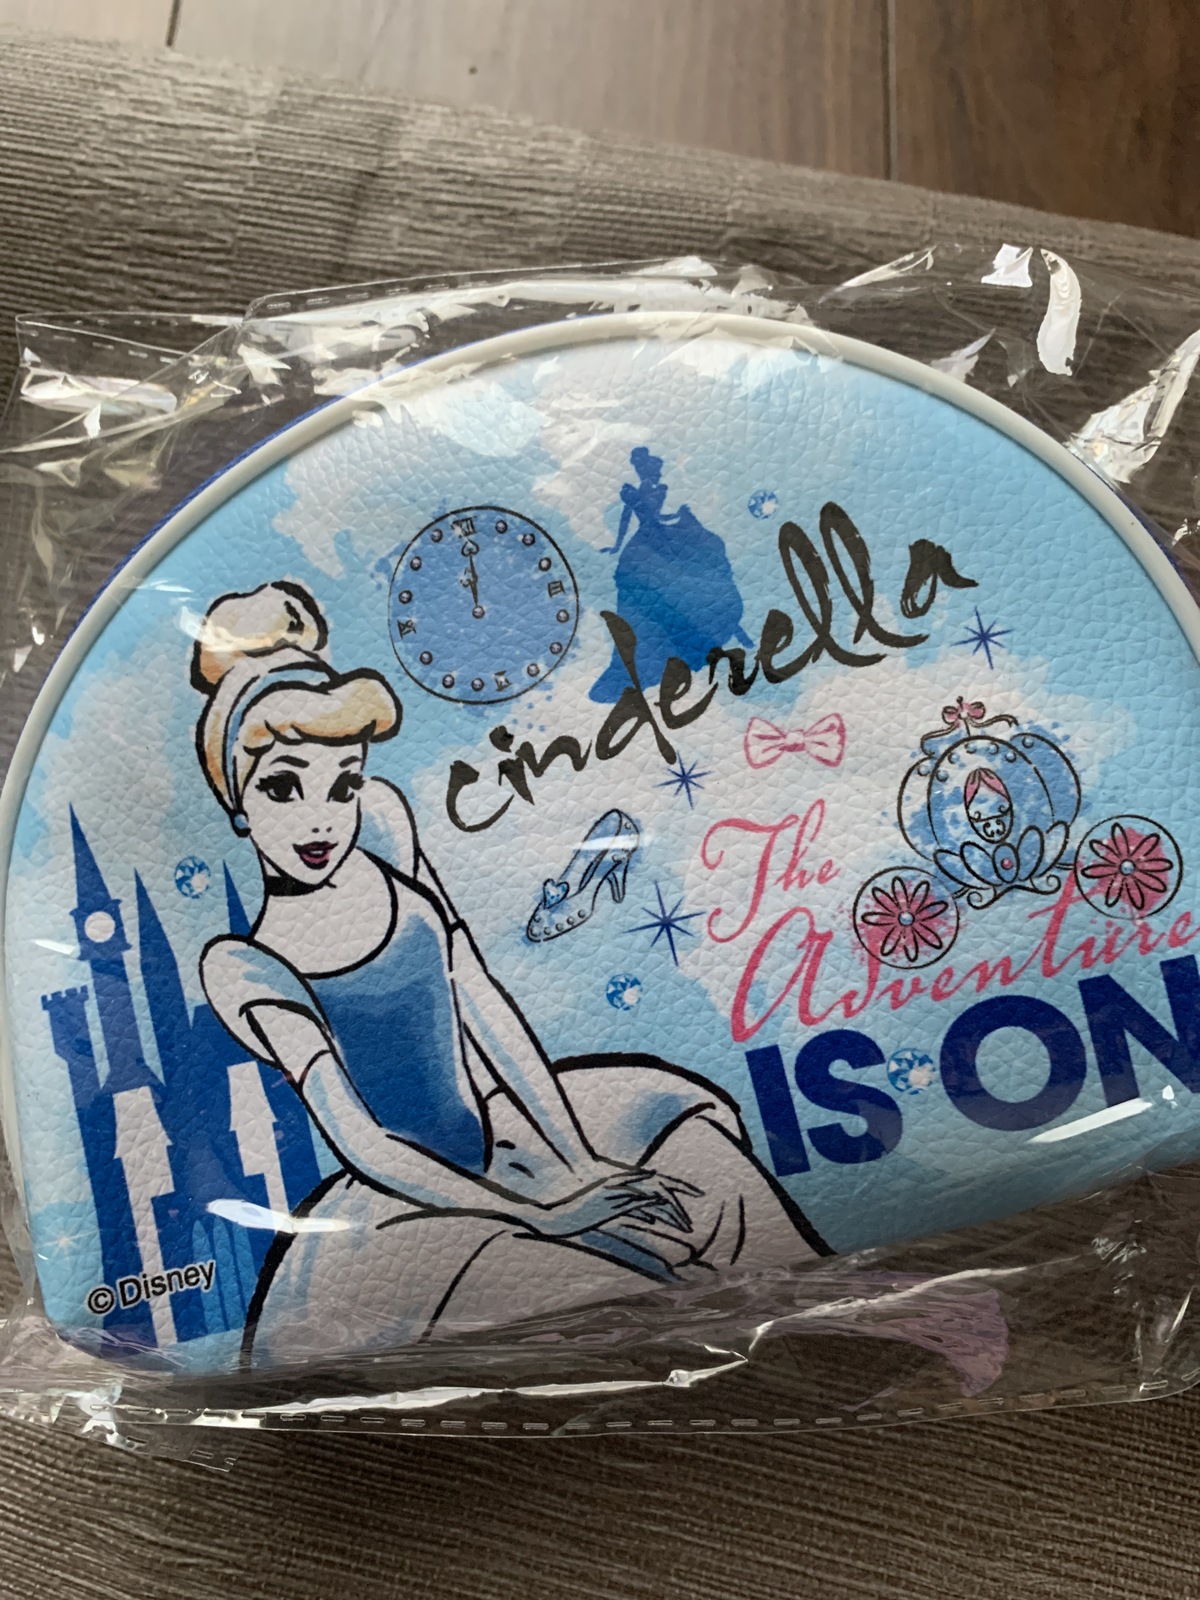 cinderella
The
Adventure
IS ON
©Disney